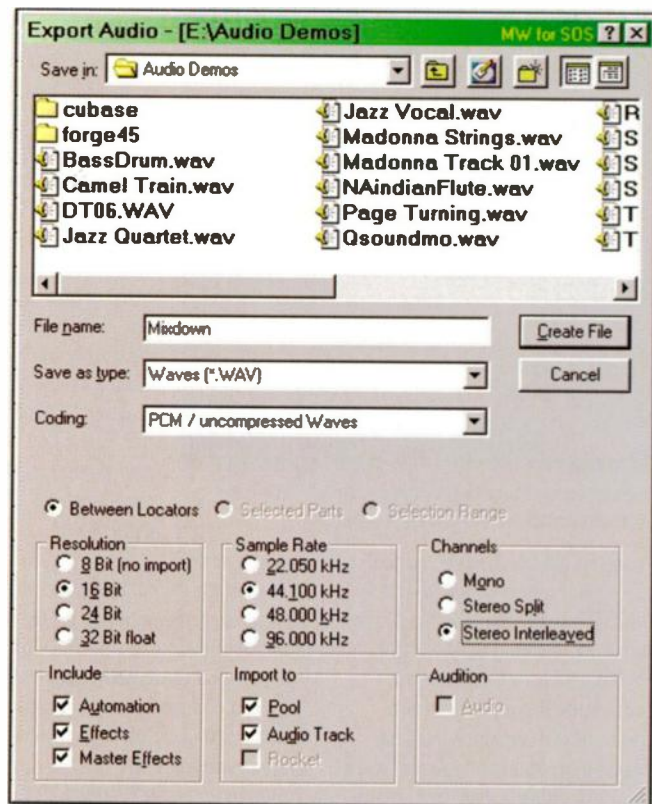 Export Audio - [E:\Audio Demos] MW for SOS
Save in: Audio Demos
cubase
forge45
BassDrum.wav
Camel Train.wav
DT06.WAV
Jazz Quartet.wav
Jazz Vocal.wav
Madonna Strings.wav
Madonna Track 01.wav
NAindianFlute.wav
Page Turning.wav
Qsoundmo.wav
R
S
S
S
T
T
File name: Mixdown Create File
Save as type: Waves (*.WAV) Cancel
Coding: PCM / uncompressed Waves
Between Locators Selected Parts Selection Range
Resolution
8 Bit (no import)
16 Bit
24 Bit
32 Bit float
Sample Rate
22.050 kHz
44.100 kHz
48.000 kHz
96.000 kHz
Channels
Mono
Stereo Split
Stereo Interleaved
Include
Automation
Effects
Master Effects
Import to
Pool
Audio Track
Rocket
Audition
Audio